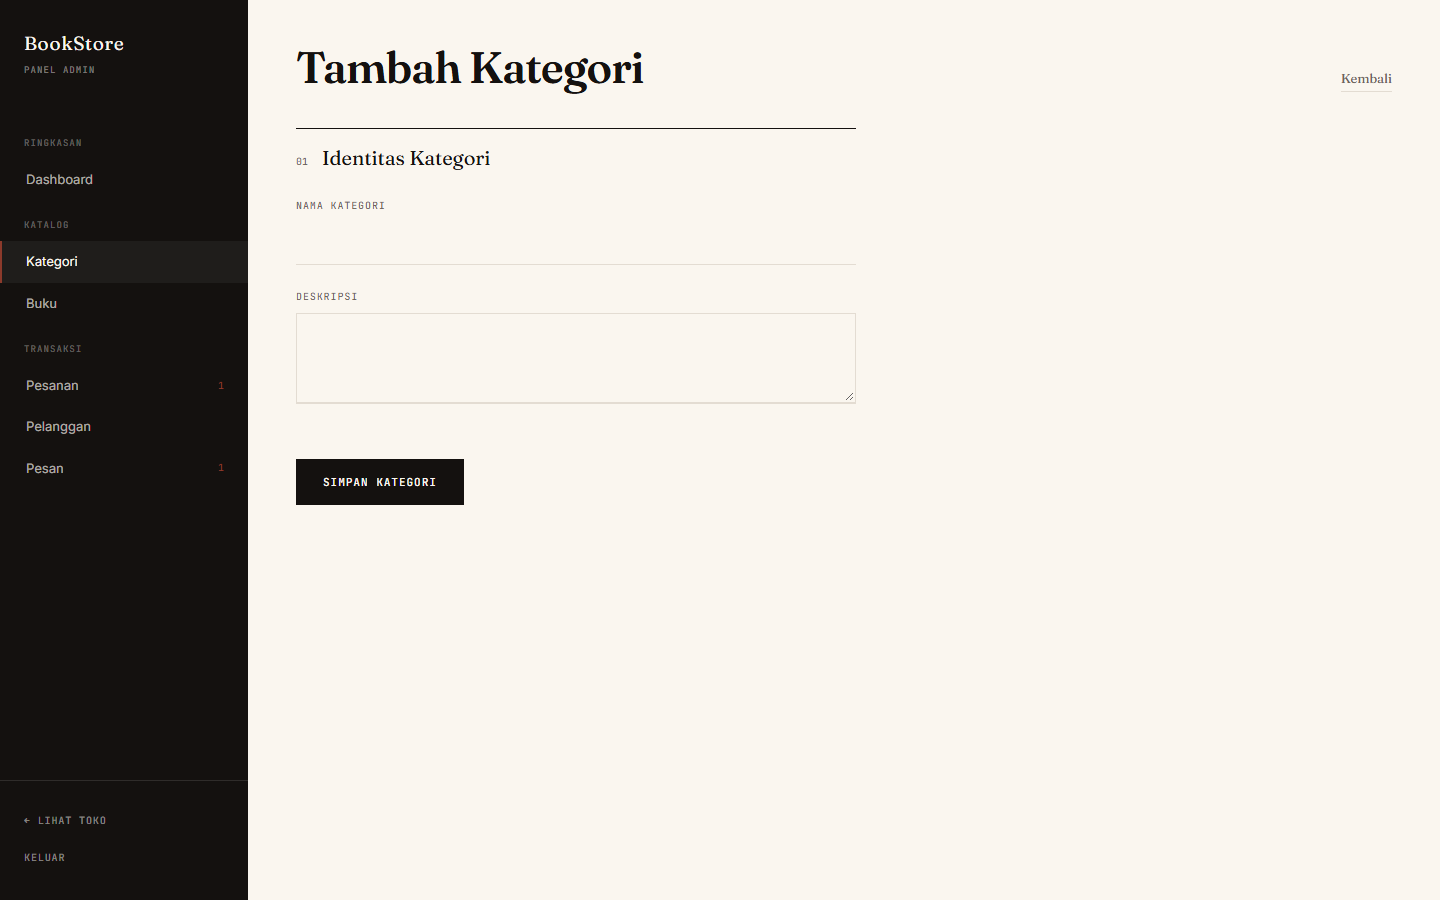 BookStore
PANEL ADMIN
RINGKASAN
Dashboard
KATALOG
Kategori
Buku
TRANSAKSI
Pesanan 1
Pelanggan
Pesan 1
← LIHAT TOKO
KELUAR
Tambah Kategori
Kembali
01 Identitas Kategori
NAMA KATEGORI
DESKRIPSI
SIMPAN KATEGORI